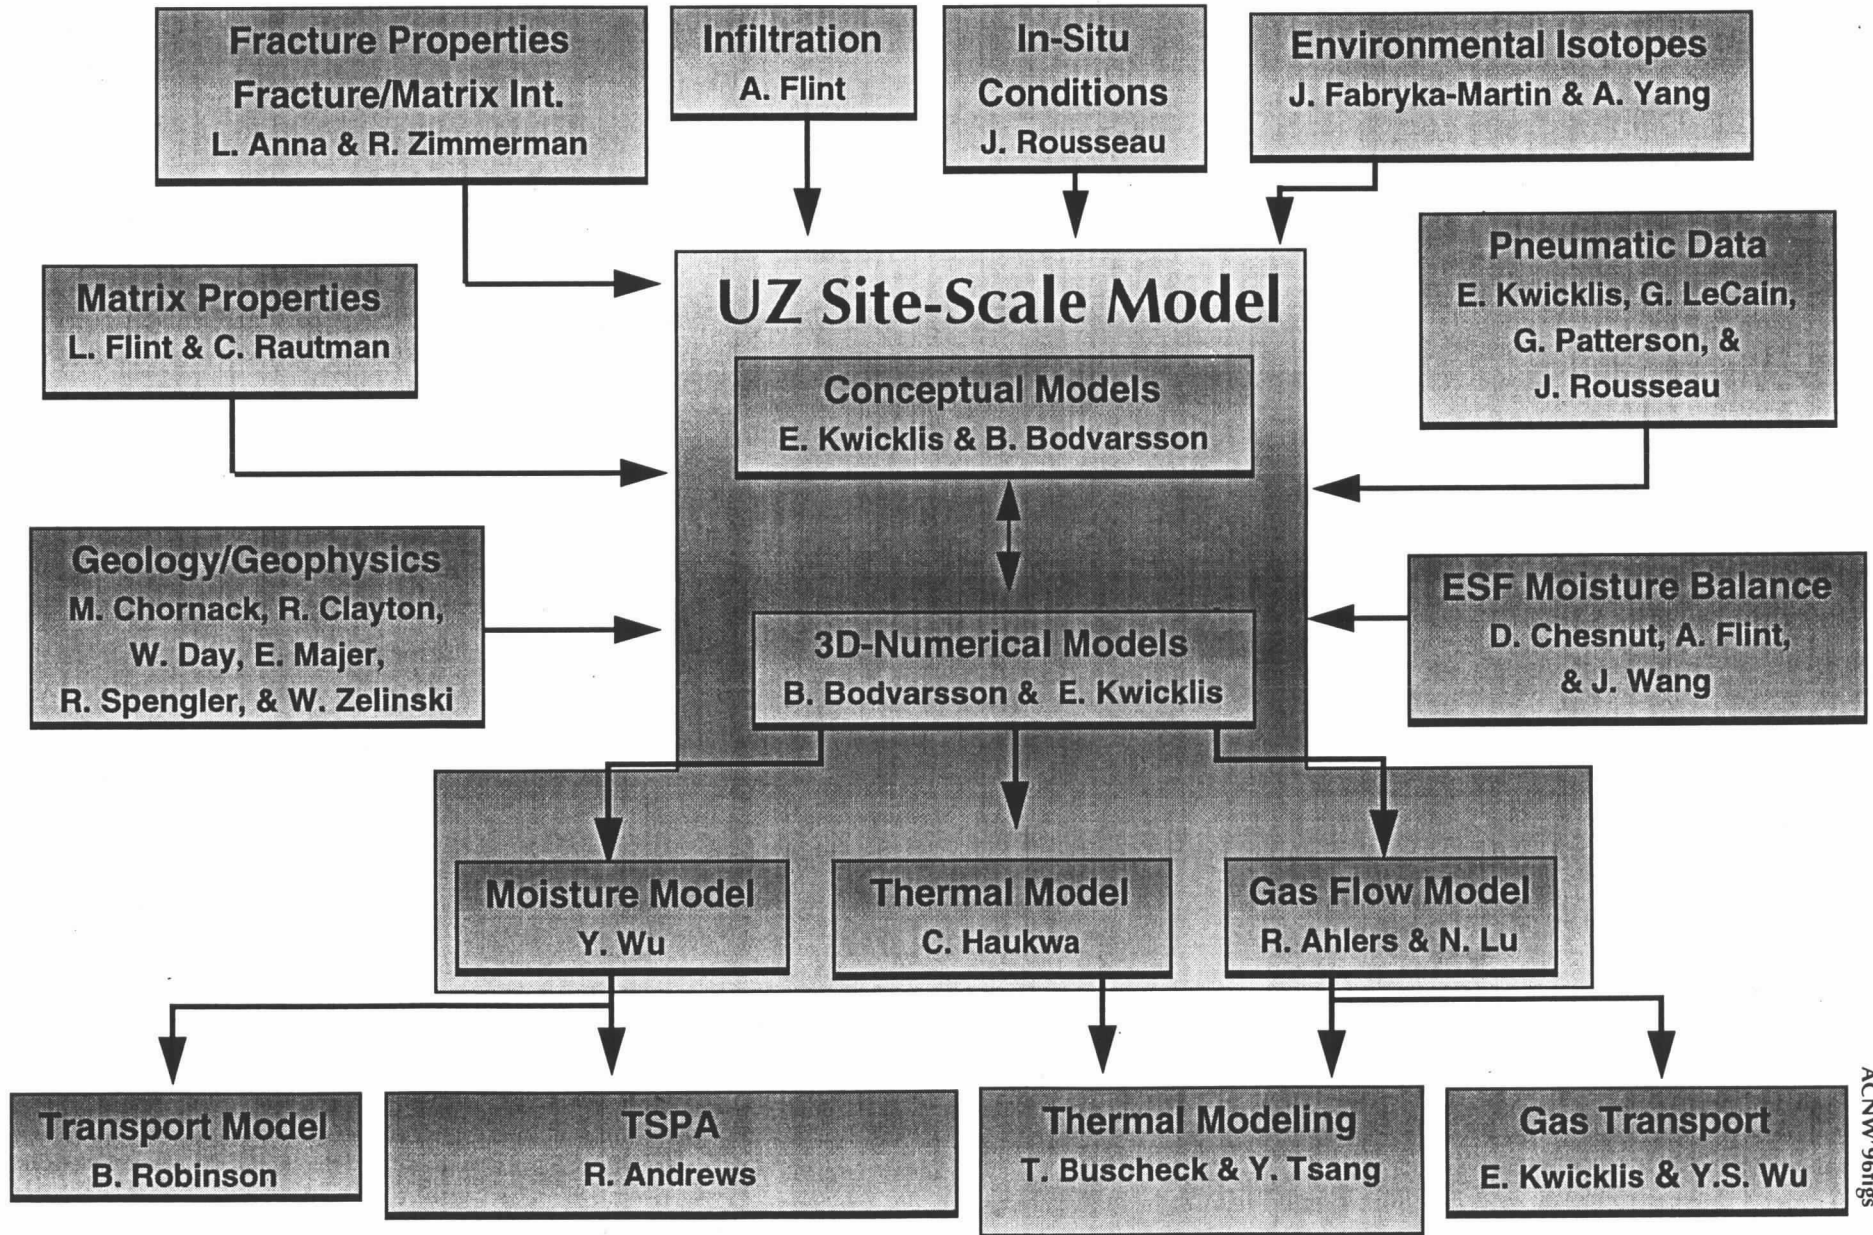 Fracture Properties
Fracture/Matrix Int.
L. Anna & R. Zimmerman
Infiltration
A. Flint
In-Situ
Conditions
J. Rousseau
Environmental Isotopes
J. Fabryka-Martin & A. Yang
Matrix Properties
L. Flint & C. Rautman
UZ Site-Scale Model
Pneumatic Data
E. Kwicklis, G. LeCain,
G. Patterson, &
J. Rousseau
Conceptual Models
E. Kwicklis & B. Bodvarsson
Geology/Geophysics
M. Chornack, R. Clayton,
W. Day, E. Majer,
R. Spengler, & W. Zelinski
3D-Numerical Models
B. Bodvarsson & E. Kwicklis
ESF Moisture Balance
D. Chesnut, A. Flint,
& J. Wang
Moisture Model
Y. Wu
Thermal Model
C. Haukwa
Gas Flow Model
R. Ahlers & N. Lu
Transport Model
B. Robinson
TSPA
R. Andrews
Thermal Modeling
T. Buscheck & Y. Tsang
Gas Transport
E. Kwicklis & Y.S. Wu
ACNW'96figs